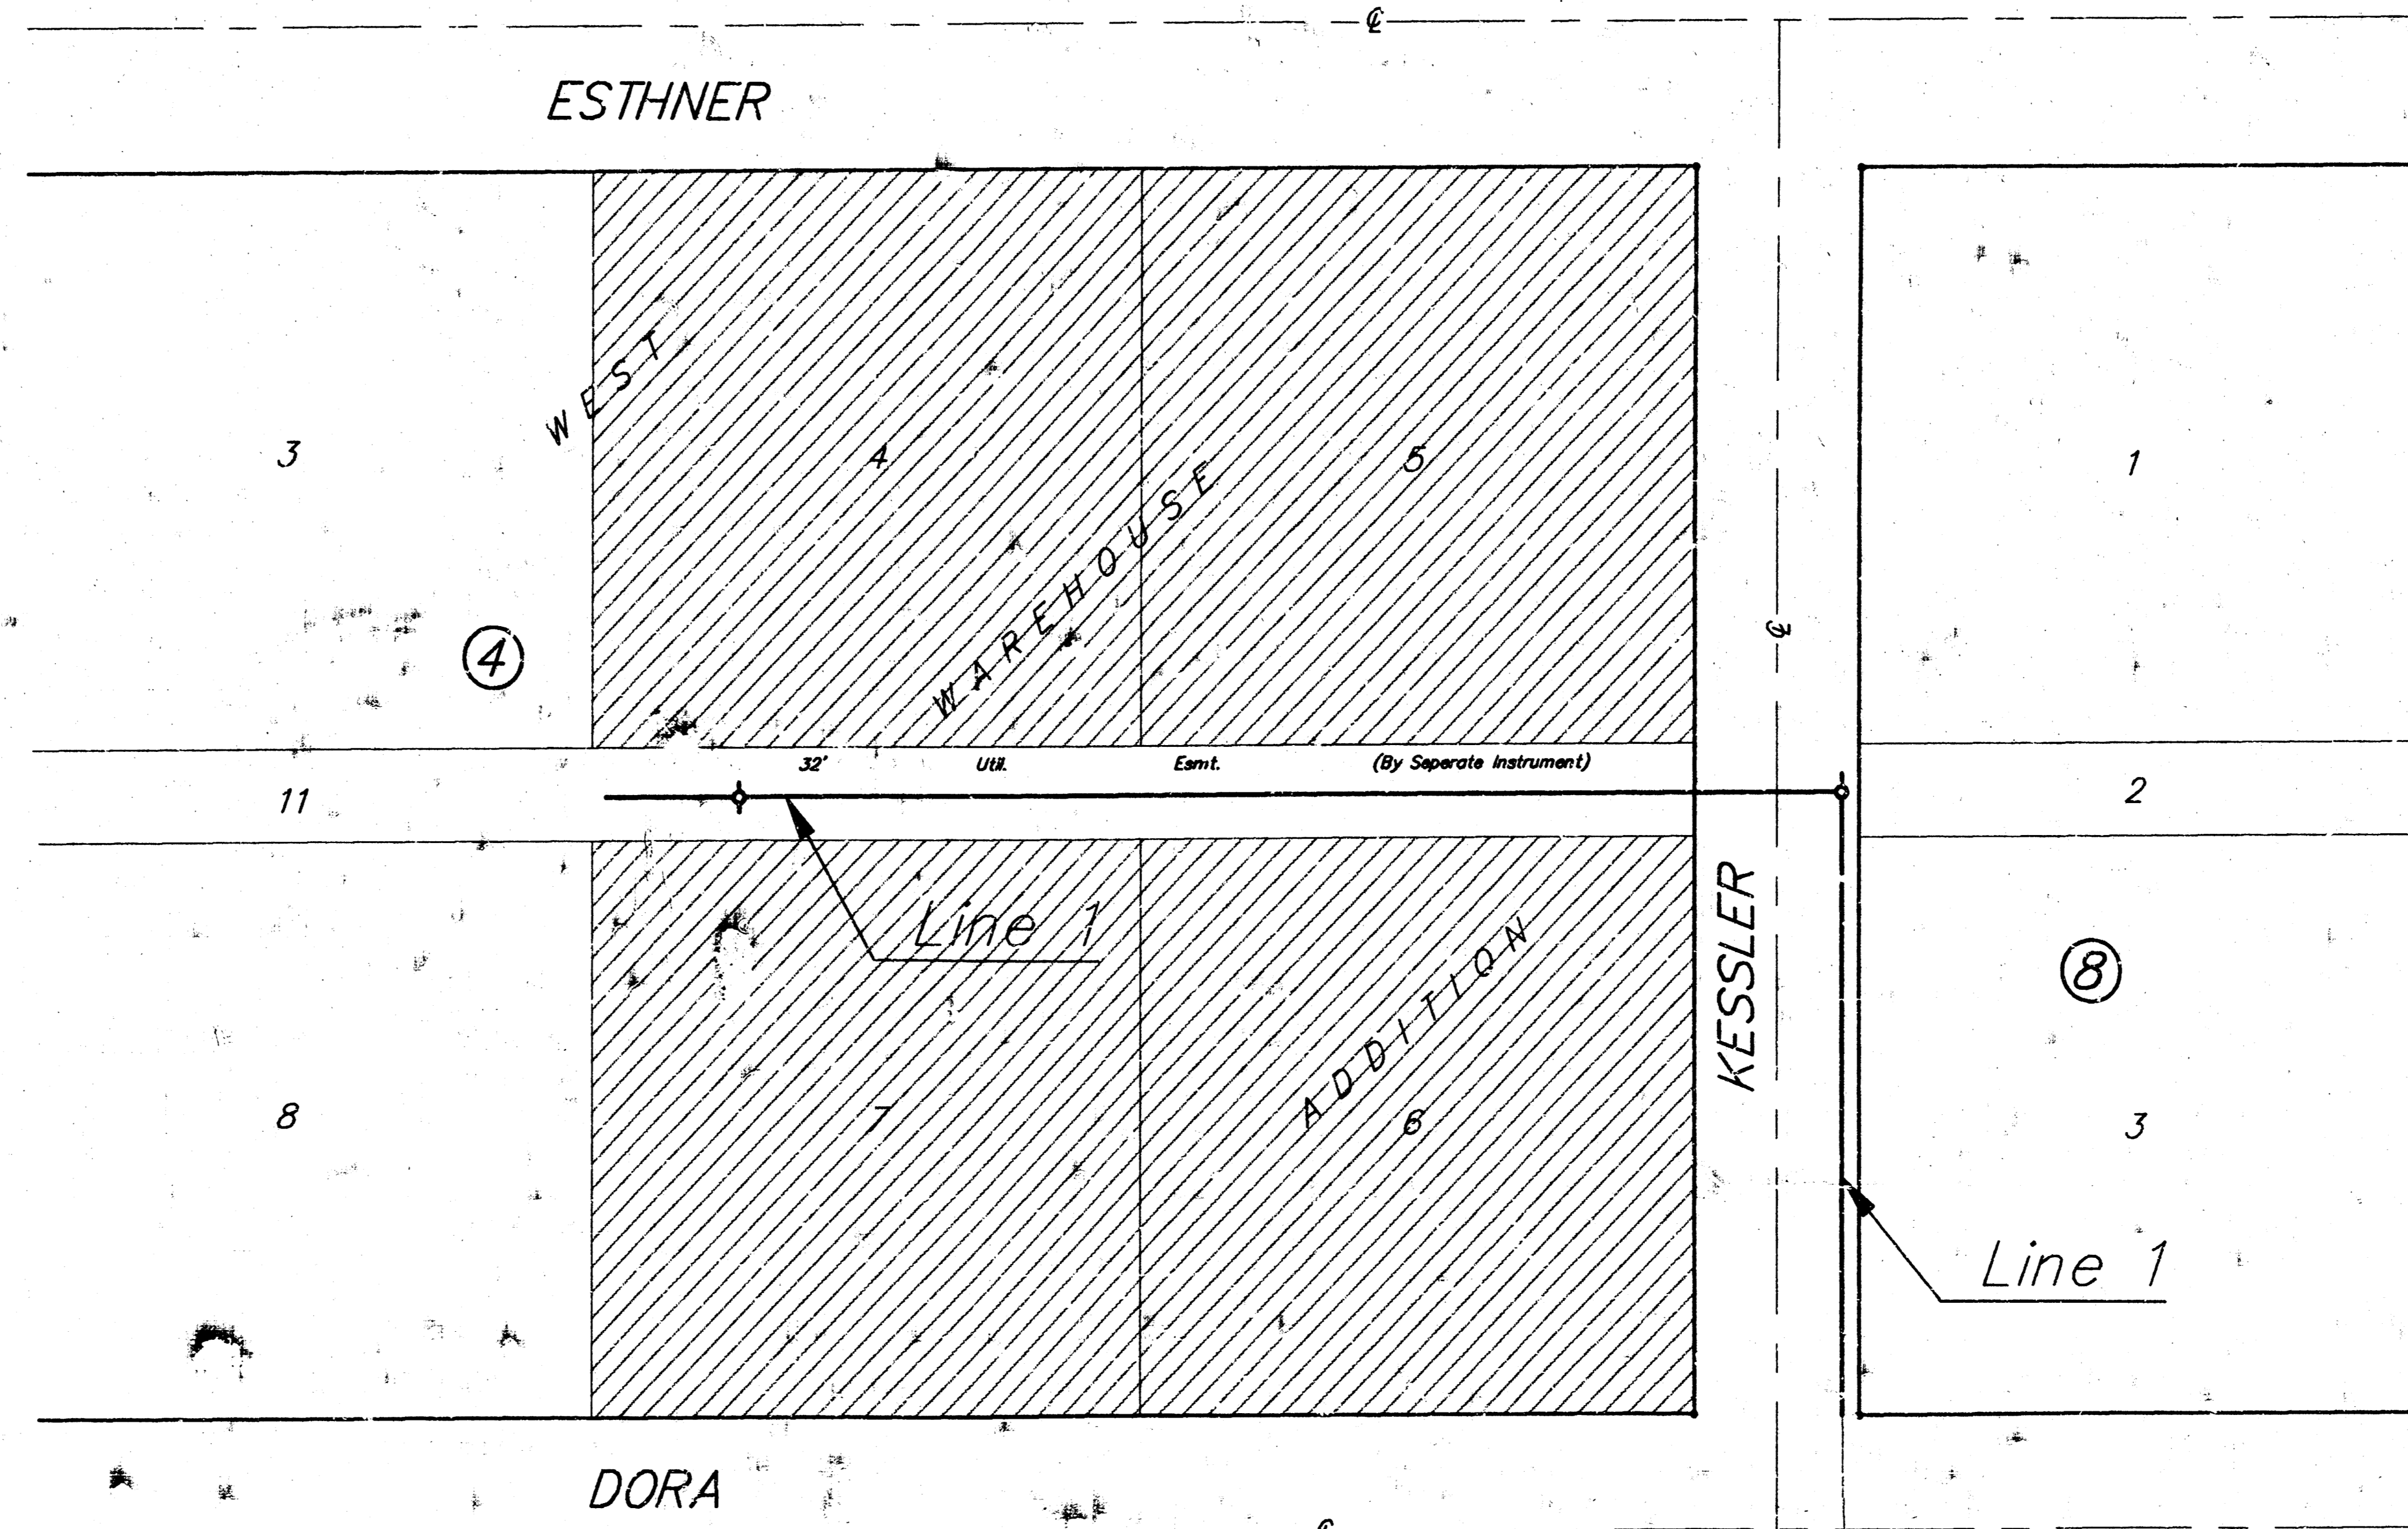 ℄
ESTHNER
WEST
3
4
5
1
WAREHOUSE
℄
4
32' Util. Esmt. (By Seperate Instrument)
11
2
Line 1
KESSLER
ADDITION
8
8
7
6
3
Line 1
DORA
℄